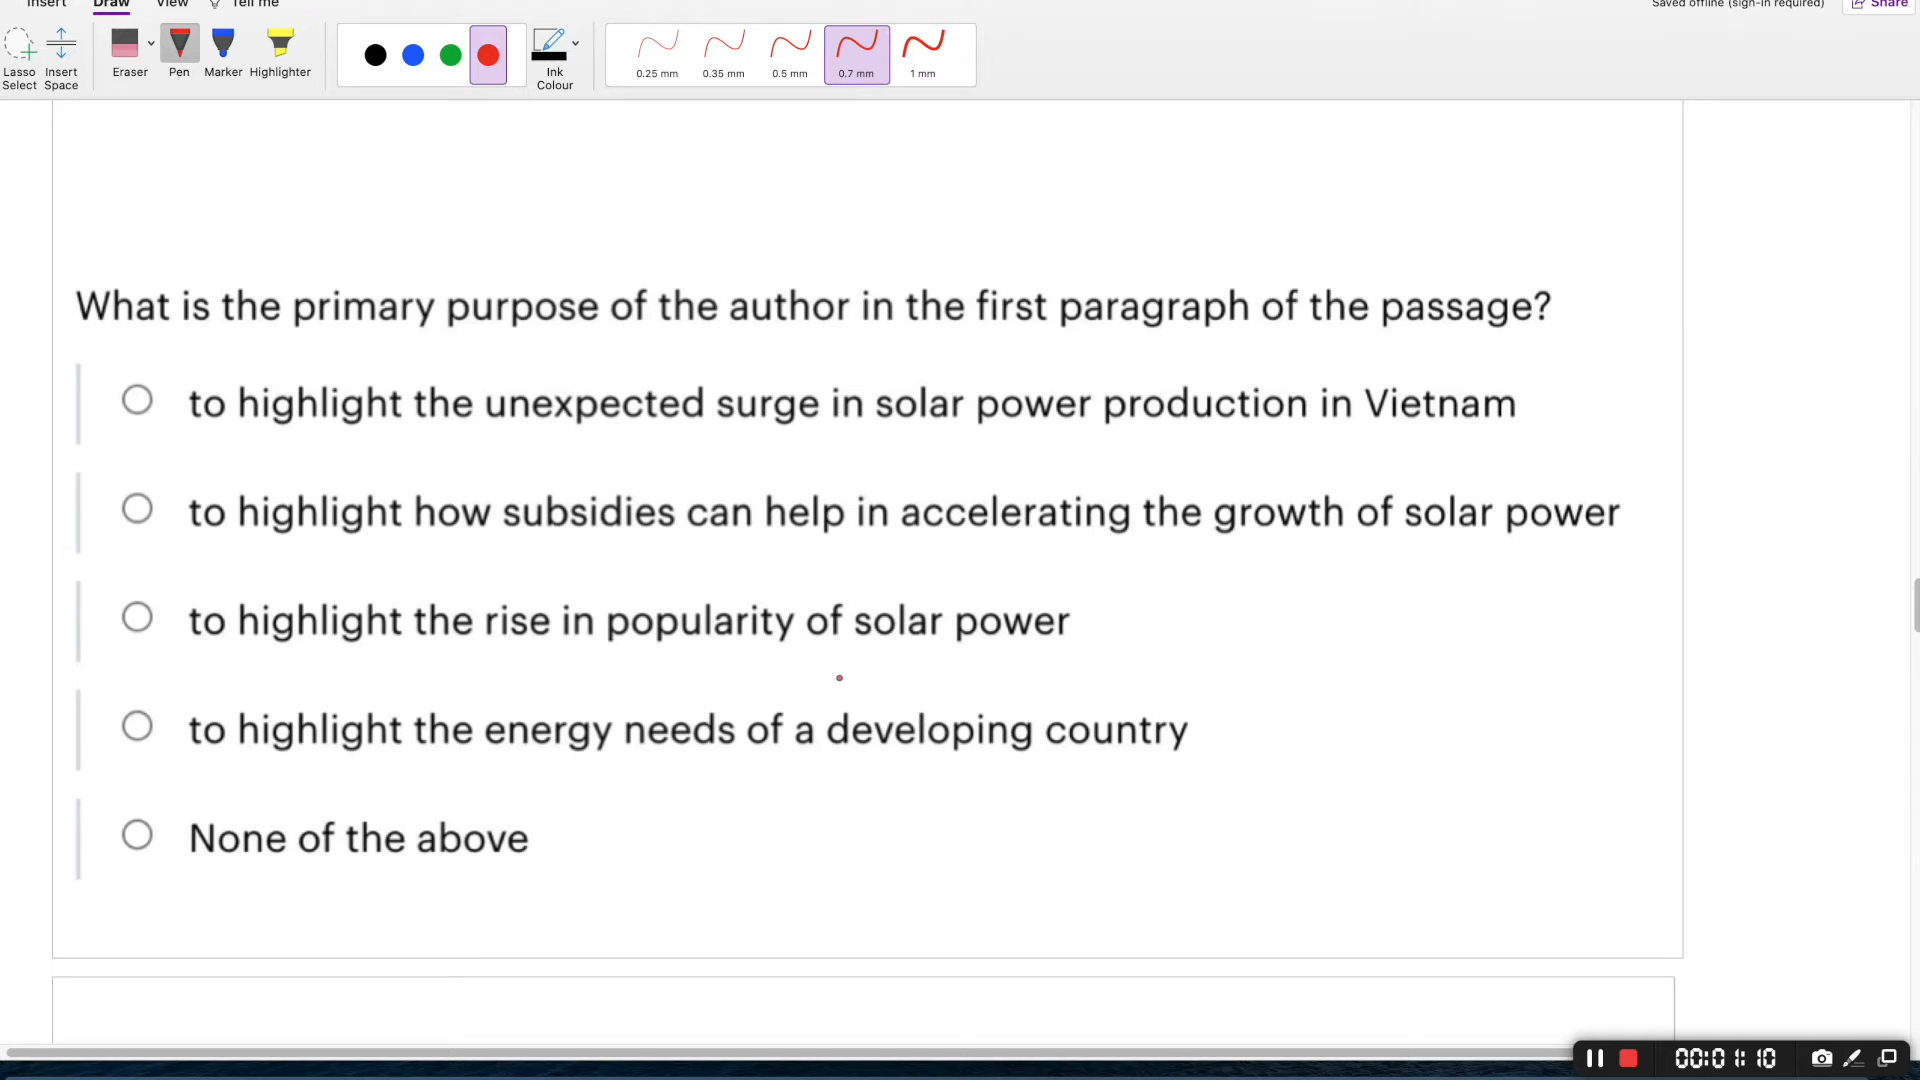 Insert Draw View Tell me Saved offline (sign-in required) Share
Lasso Select
Insert Space
Eraser
Pen
Marker
Highlighter
Ink Colour
0.25 mm
0.35 mm
0.5 mm
0.7 mm
1 mm
What is the primary purpose of the author in the first paragraph of the passage?
to highlight the unexpected surge in solar power production in Vietnam
to highlight how subsidies can help in accelerating the growth of solar power
to highlight the rise in popularity of solar power
to highlight the energy needs of a developing country
None of the above
00:01:10